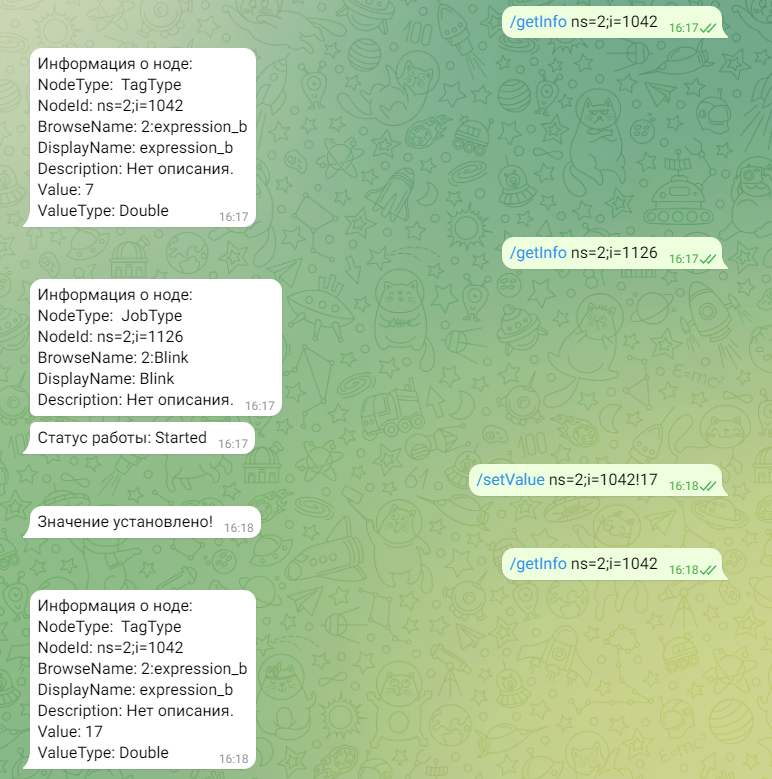 /getInfo ns=2;i=1042 16:17
Информация о ноде:
NodeType:  TagType
NodeId: ns=2;i=1042
BrowseName: 2:expression_b
DisplayName: expression_b
Description: Нет описания.
Value: 7
ValueType: Double 16:17
/getInfo ns=2;i=1126 16:17
Информация о ноде:
NodeType:  JobType
NodeId: ns=2;i=1126
BrowseName: 2:Blink
DisplayName: Blink
Description: Нет описания. 16:17
Статус работы: Started 16:17
/setValue ns=2;i=1042!17 16:18
Значение установлено! 16:18
/getInfo ns=2;i=1042 16:18
Информация о ноде:
NodeType:  TagType
NodeId: ns=2;i=1042
BrowseName: 2:expression_b
DisplayName: expression_b
Description: Нет описания.
Value: 17
ValueType: Double 16:18